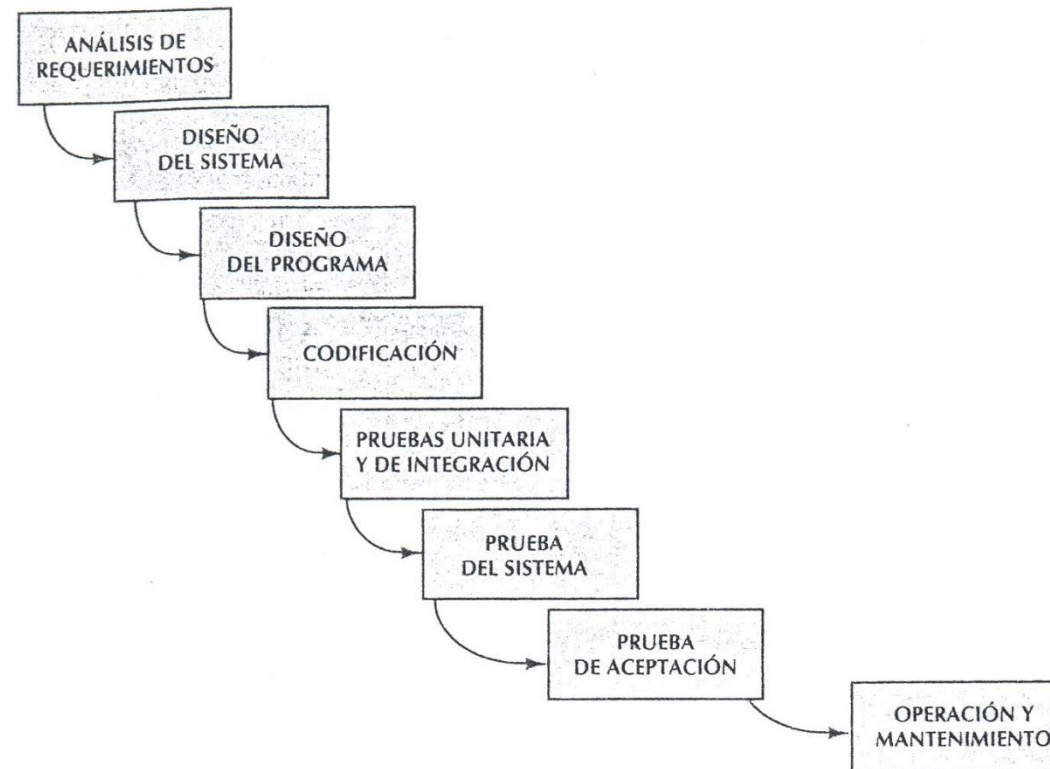 ANÁLISIS DE
REQUERIMIENTOS
DISEÑO
DEL SISTEMA
DISEÑO
DEL PROGRAMA
CODIFICACIÓN
PRUEBAS UNITARIA
Y DE INTEGRACIÓN
PRUEBA
DEL SISTEMA
PRUEBA
DE ACEPTACIÓN
OPERACIÓN Y
MANTENIMIENTO